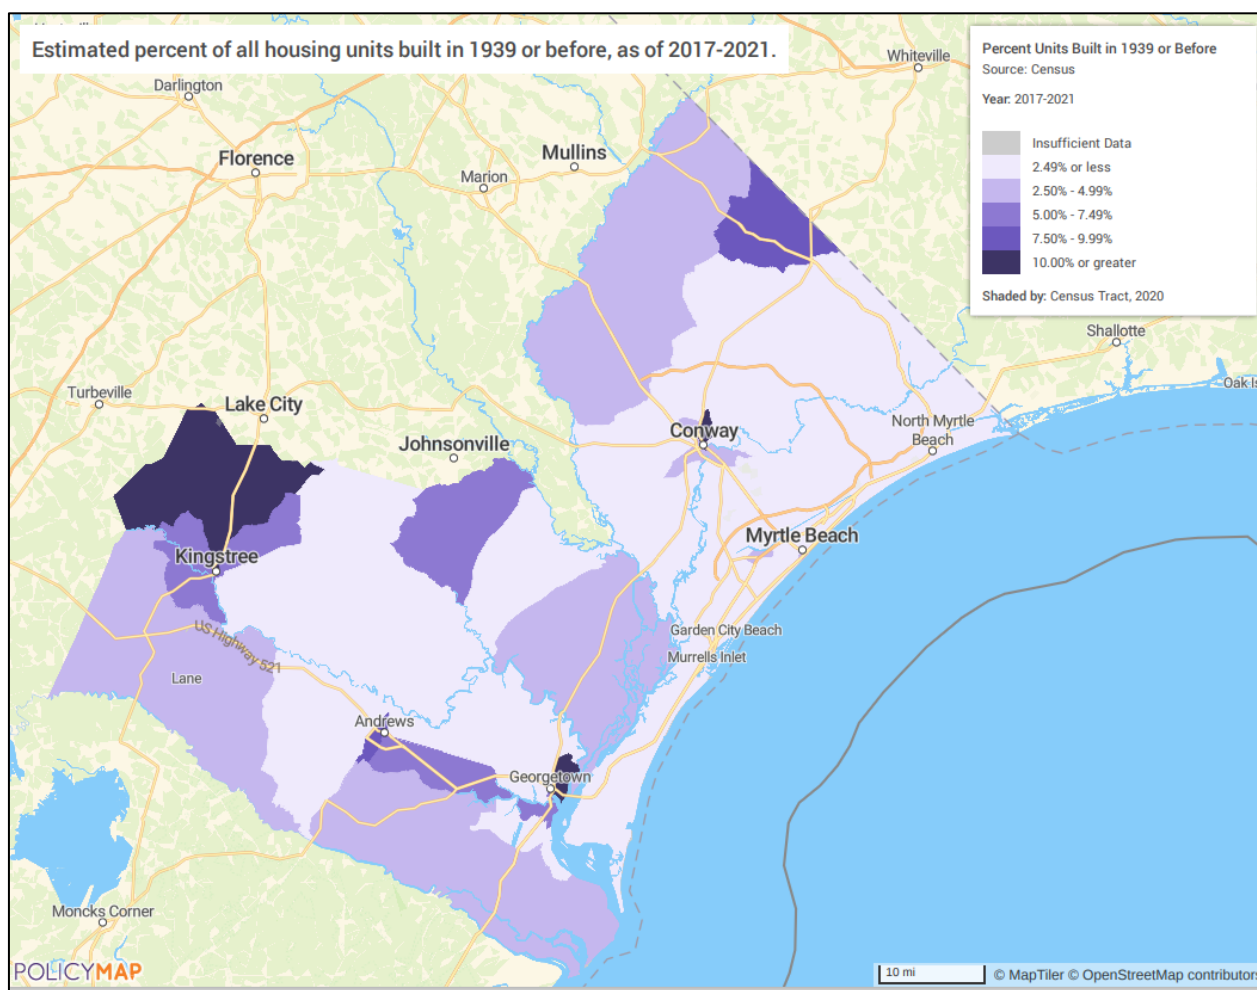 Estimated percent of all housing units built in 1939 or before, as of 2017-2021.
Percent Units Built in 1939 or Before
Source: Census
Year: 2017-2021
Insufficient Data
2.49% or less
2.50% - 4.99%
5.00% - 7.49%
7.50% - 9.99%
10.00% or greater
Shaded by: Census Tract, 2020
Whiteville
Darlington
Florence
Mullins
Marion
Shallotte
Oak Is
Turbeville
Lake City
Johnsonville
Conway
North Myrtle
Beach
Myrtle Beach
Kingstree
US Highway 521
Garden City Beach
Murrells Inlet
Lane
Andrews
Georgetown
Moncks Corner
POLICYMAP
10 mi
© MapTiler © OpenStreetMap contributors